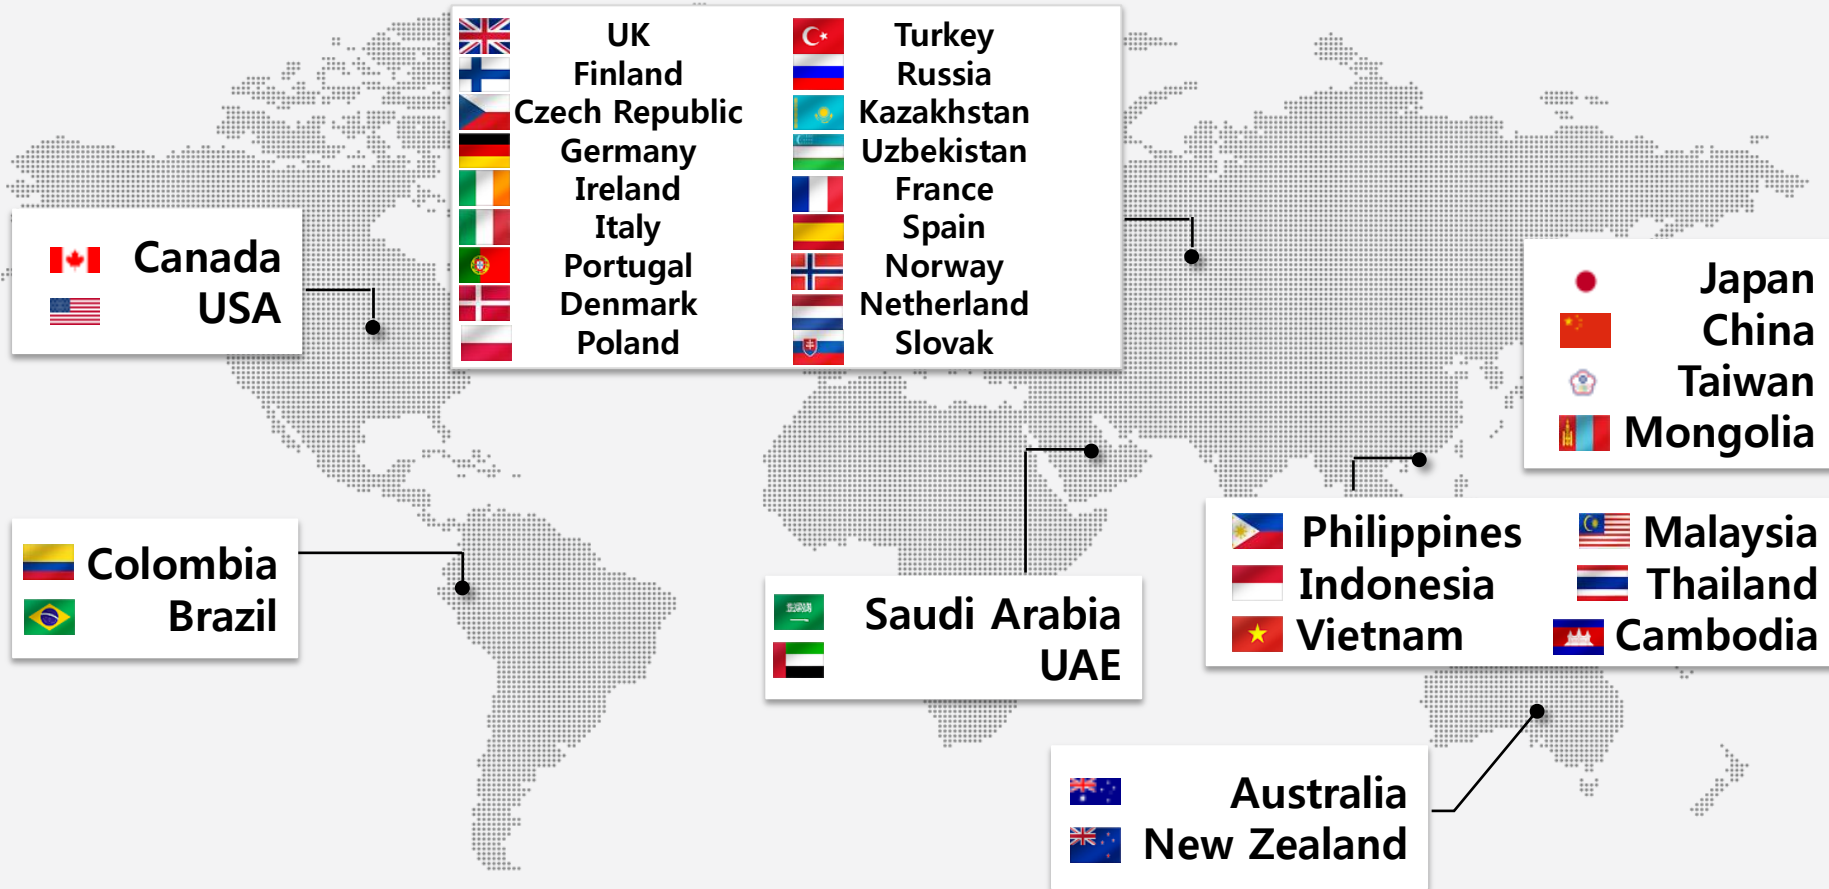 UK
Finland
Czech Republic
Germany
Ireland
Italy
Portugal
Denmark
Poland
Turkey
Russia
Kazakhstan
Uzbekistan
France
Spain
Norway
Netherland
Slovak
Canada
USA
Japan
China
Taiwan
Mongolia
Colombia
Brazil
Saudi Arabia
UAE
Philippines
Indonesia
Vietnam
Malaysia
Thailand
Cambodia
Australia
New Zealand